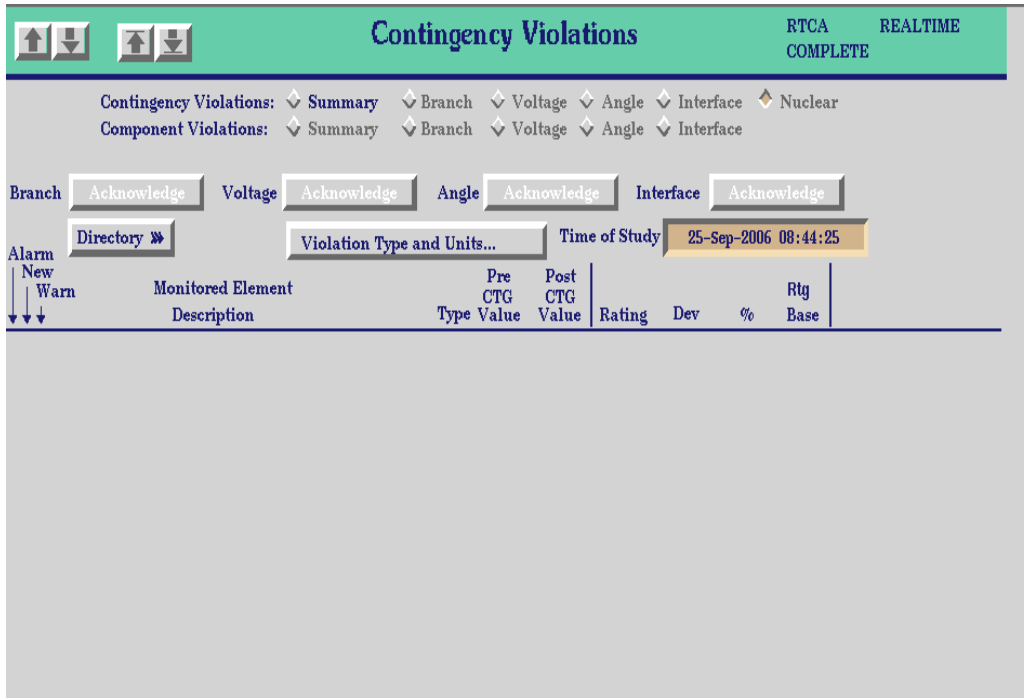 Contingency Violations
RTCA REALTIME
COMPLETE
Contingency Violations: Summary Branch Voltage Angle Interface Nuclear
Component Violations: Summary Branch Voltage Angle Interface
Branch Acknowledge Voltage Acknowledge Angle Acknowledge Interface Acknowledge
Directory Violation Type and Units... Time of Study 25-Sep-2006 08:44:25
Alarm
New
Warn
Monitored Element
Description
Type
Pre
CTG
Value
Post
CTG
Value
Rating
Dev
%
Rtg
Base